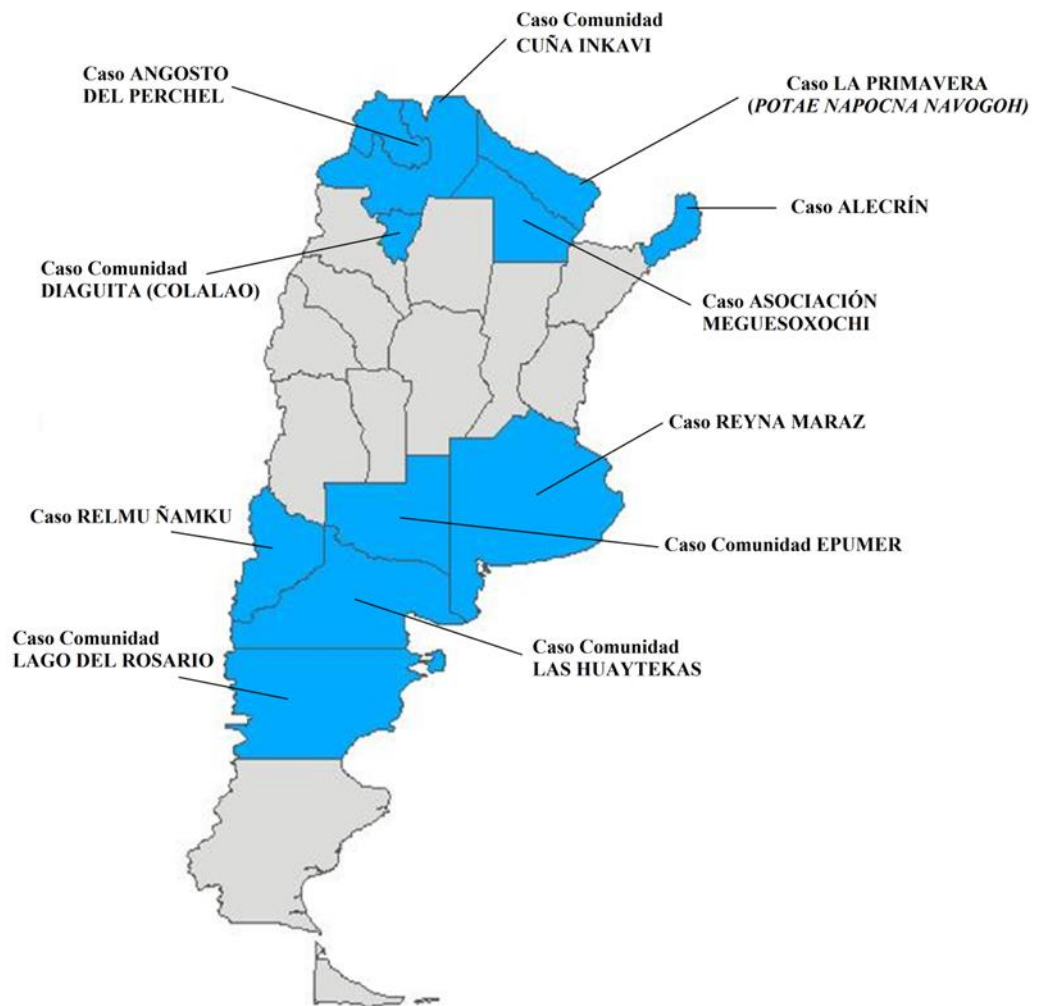 Caso Comunidad
CUÑA INKAVI
Caso ANGOSTO
DEL PERCHEL
Caso LA PRIMAVERA
(POTAE NAPOCNA NAVOGOH)
Caso ALECRÍN
Caso Comunidad
DIAGUITA (COLALAO)
Caso ASOCIACIÓN
MEGUESOXOCHI
Caso REYNA MARAZ
Caso RELMU ÑAMKU
Caso Comunidad EPUMER
Caso Comunidad
LAGO DEL ROSARIO
Caso Comunidad
LAS HUAYTEKAS